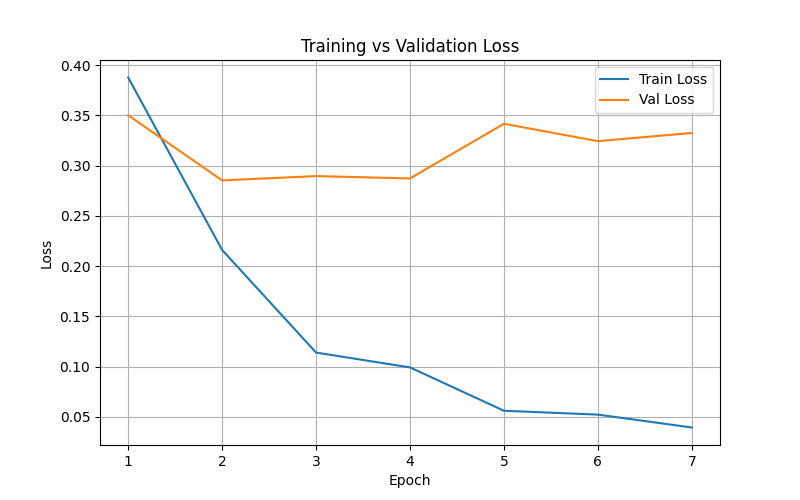 Training vs Validation Loss
Train Loss
Val Loss
Loss
0.40
0.35
0.30
0.25
0.20
0.15
0.10
0.05
1 2 3 4 5 6 7
Epoch